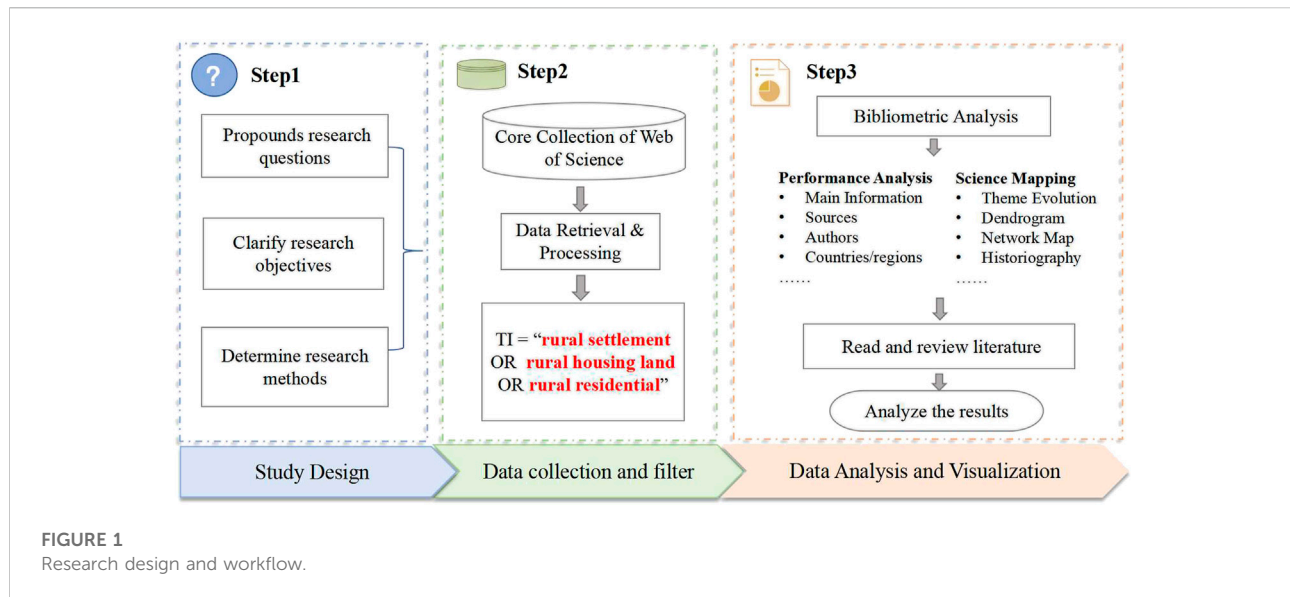 ?
Step1
Propounds research
questions
Clarify research
objectives
Determine research
methods
Study Design
Step2
Core Collection of Web
of Science
Data Retrieval &
Processing
TI = “rural settlement
OR rural housing land
OR rural residential”
Data collection and filter
Step3
Bibliometric Analysis
Performance Analysis
• Main Information
• Sources
• Authors
• Countries/regions
……
Science Mapping
• Theme Evolution
• Dendrogram
• Network Map
• Historiography
……
Read and review literature
Analyze the results
Data Analysis and Visualization
FIGURE 1
Research design and workflow.